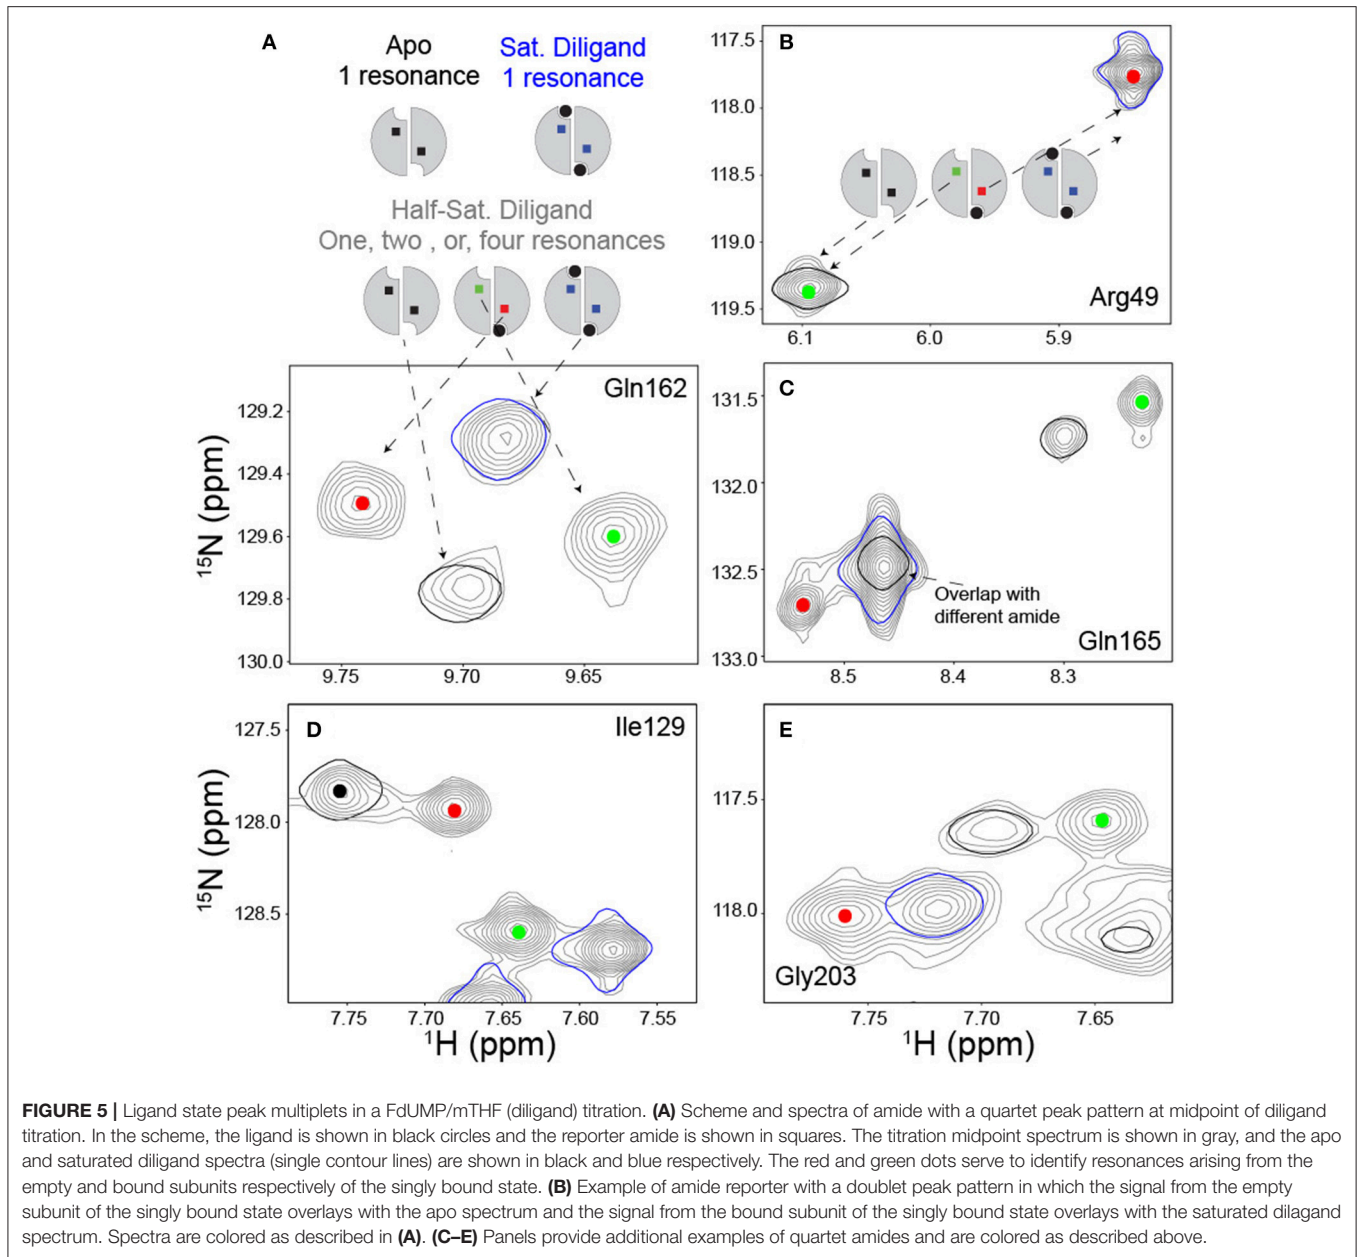 A
Apo
1 resonance
Sat. Diligand
1 resonance
Half-Sat. Diligand
One, two , or, four resonances
Gln162
129.2
129.4
129.6
129.8
130.0
15N (ppm)
9.75
9.70
9.65
B
117.5
118.0
118.5
119.0
119.5
Arg49
6.1
6.0
5.9
C
131.5
132.0
132.5
133.0
Overlap with
different amide
Gln165
8.5
8.4
8.3
D
Ile129
127.5
128.0
128.5
15N (ppm)
7.75
7.70
7.65
7.60
7.55
1H (ppm)
E
117.5
118.0
Gly203
7.75
7.70
7.65
1H (ppm)
FIGURE 5 | Ligand state peak multiplets in a FdUMP/mTHF (diligand) titration. (A) Scheme and spectra of amide with a quartet peak pattern at midpoint of diligand
titration. In the scheme, the ligand is shown in black circles and the reporter amide is shown in squares. The titration midpoint spectrum is shown in gray, and the apo
and saturated diligand spectra (single contour lines) are shown in black and blue respectively. The red and green dots serve to identify resonances arising from the
empty and bound subunits respectively of the singly bound state. (B) Example of amide reporter with a doublet peak pattern in which the signal from the empty
subunit of the singly bound state overlays with the apo spectrum and the signal from the bound subunit of the singly bound state overlays with the saturated dilagand
spectrum. Spectra are colored as described in (A). (C–E) Panels provide additional examples of quartet amides and are colored as described above.